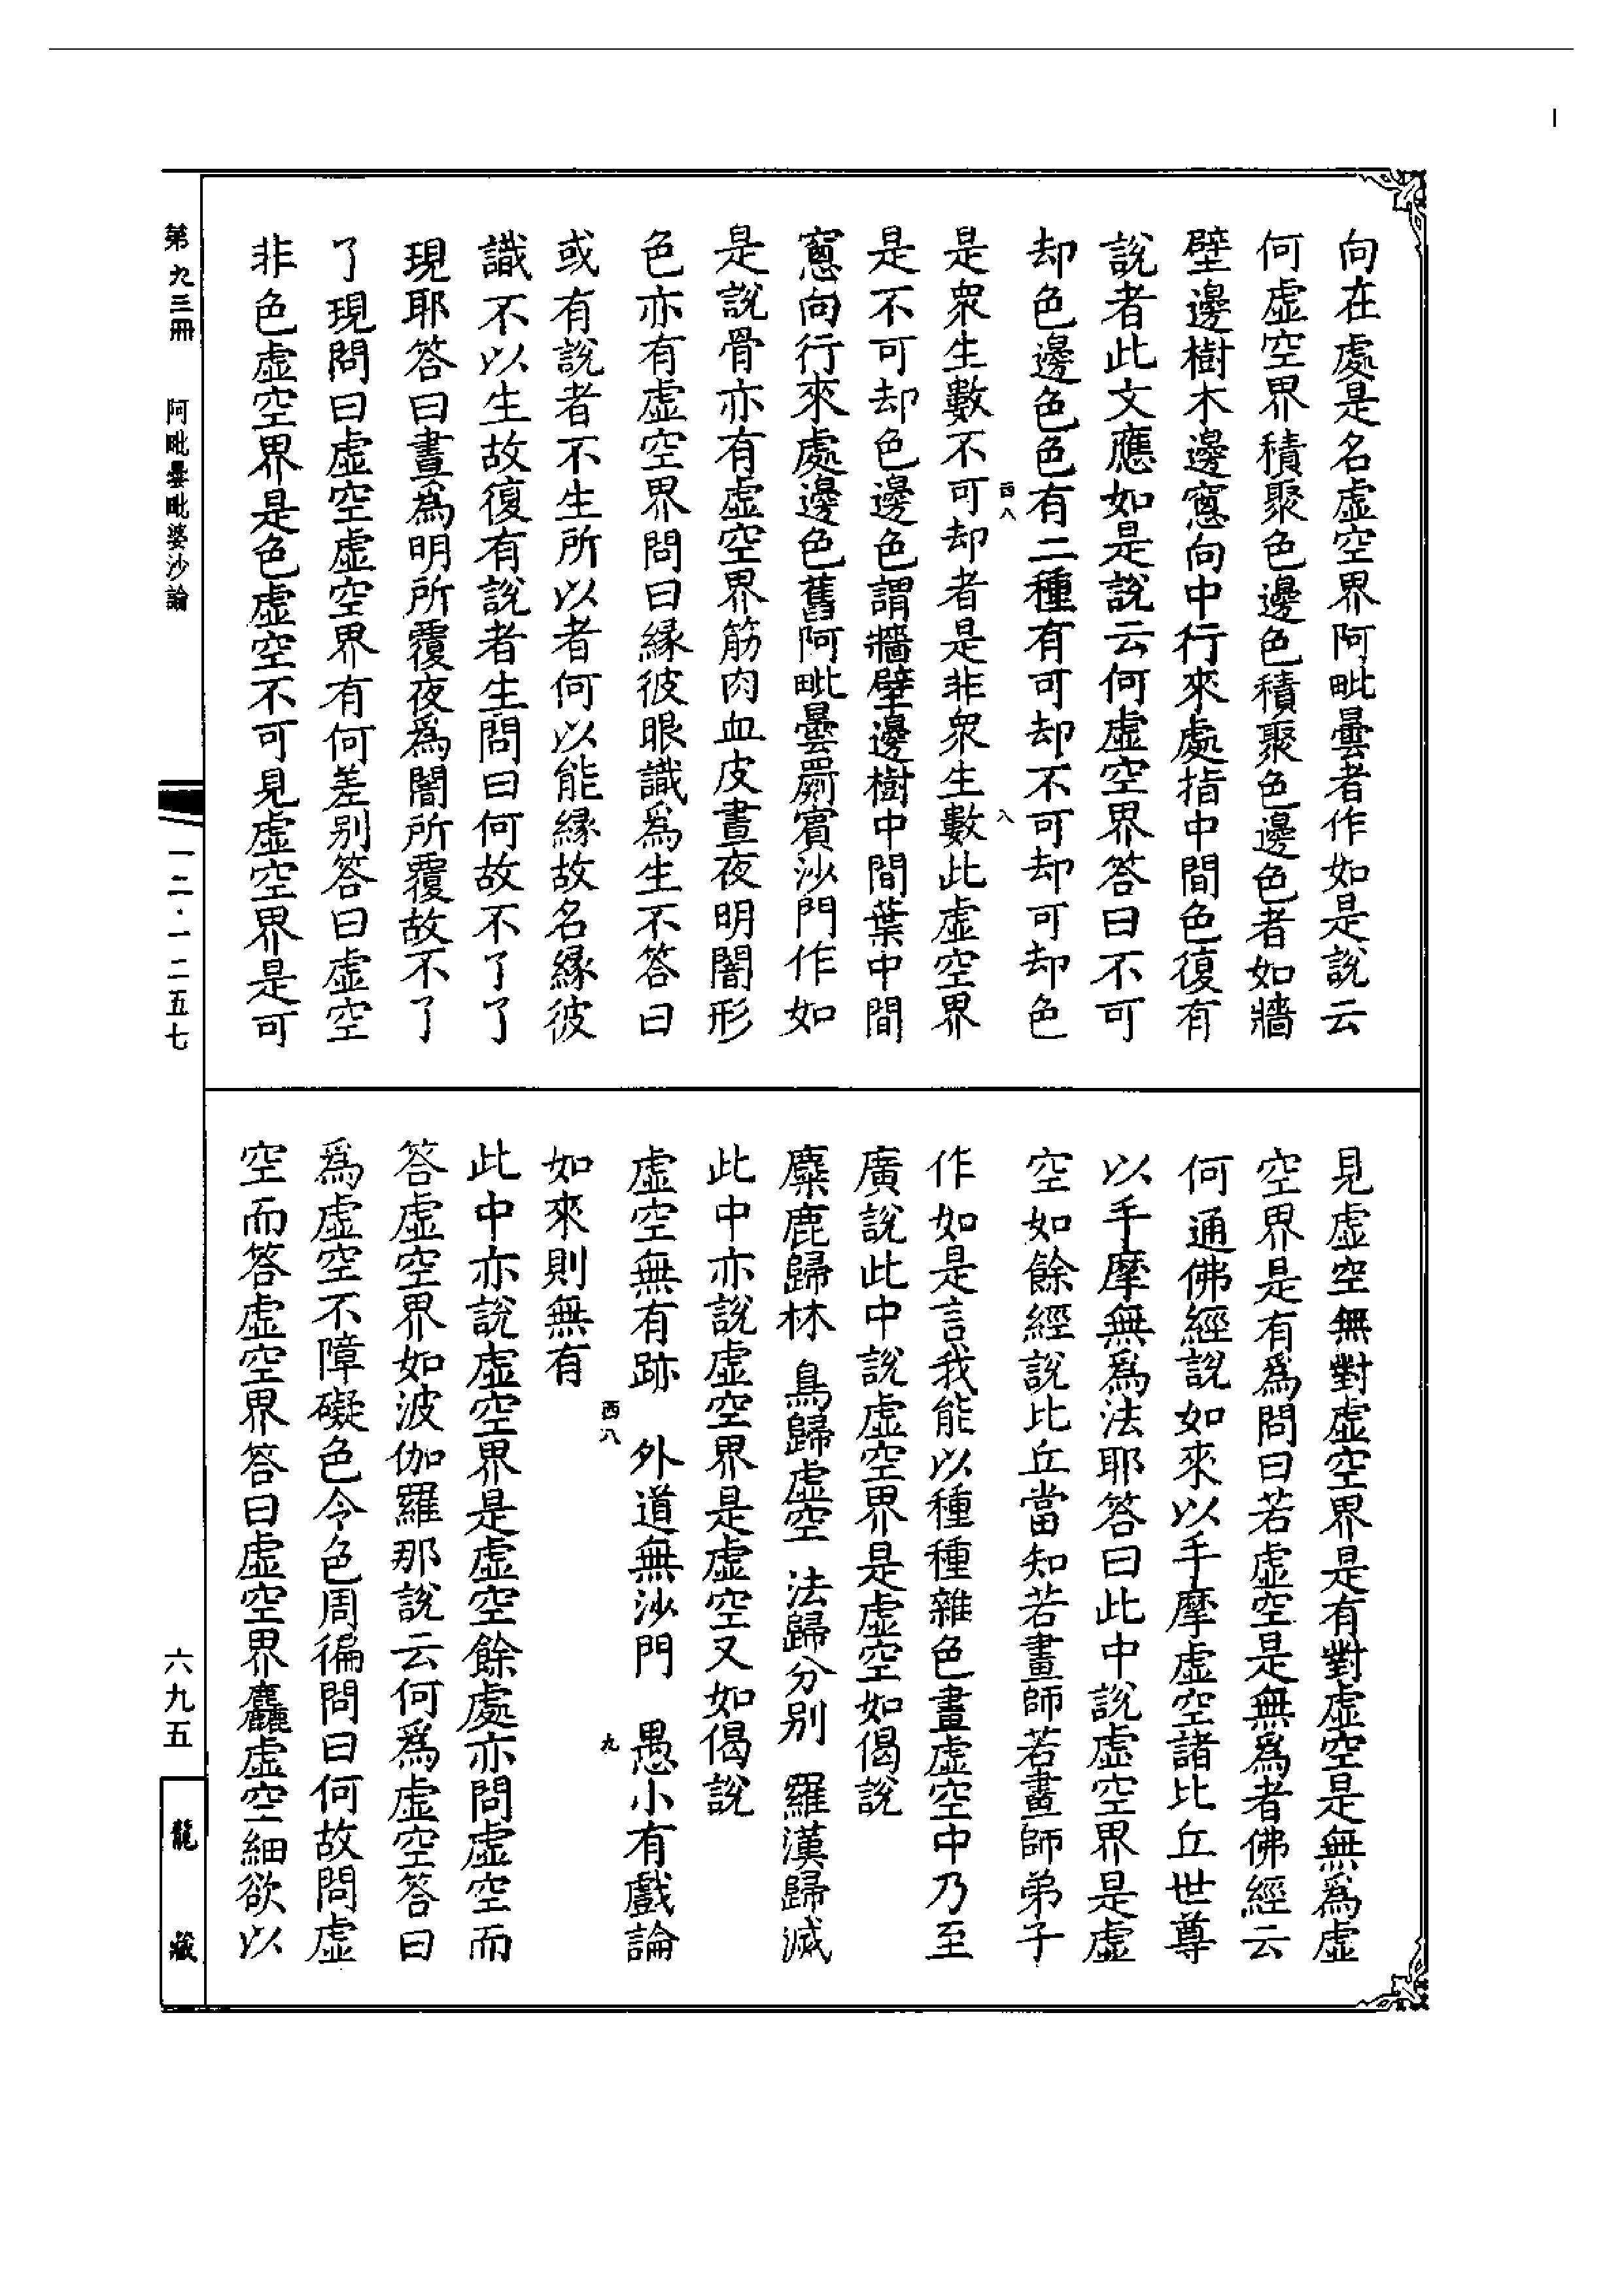 向在處是名虛空界阿毗曇者作如是說云
何虛空界積聚色邊色積聚色邊色者如牆
壁邊樹木邊窓向中行來處指中間色復有
說者此文應如是說云何虛空界答曰不可
却色邊色色有二種有可却不可却可却色
西八
八
是衆生數不可却者是非衆生數此虛空界
是不可却色邊色謂牆壁邊樹中間葉中間
窓向行來處邊色舊阿毗曇罽賓沙門作如
是說骨亦有虛空界筋肉血皮晝夜明闇形
色亦有虛空界問曰緣彼眼識爲生不答曰
或有說者不生所以者何以能緣故名緣彼
識不以生故復有說者生問曰何故不了了
現耶答曰晝爲明所覆夜爲闇所覆故不了
了現問曰虛空虛空界有何差別答曰虛空
非色虛空界是色虛空不可見虛空界是可
見虛空無對虛空界是有對虛空是無爲虛
空界是有爲問曰若虛空是無爲者佛經云
何通佛經說如來以手摩虛空諸比丘世尊
以手摩無爲法耶答曰此中說虛空界是虛
空如餘經說比丘當知若畫師若畫師弟子
作如是言我能以種種雜色畫虛空中乃至
廣說此中說虛空界是虛空如偈說
麋鹿歸林 鳥歸虛空 法歸分別 羅漢歸滅
此中亦說虛空界是虛空又如偈說
虛空無有跡 外道無沙門 愚小有戲論
西八
九
如來則無有
此中亦說虛空界是虛空餘處亦問虛空而
答虛空界如波伽羅那說云何爲虛空答曰
爲虛空不障礙色令色周徧問曰何故問虛
空而答虛空界答曰虛空界麤虛空細欲以
第九三冊 阿毗曇毗婆沙論
一二·一二五七
六九五
龍藏